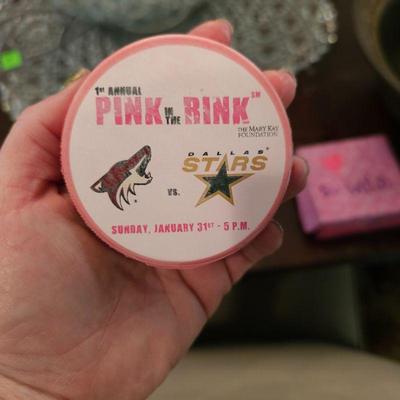 1ST ANNUAL
PINK IN THE RINK SM
THE MARY KAY
FOUNDATION
DALLAS
STARS
VS.
SUNDAY, JANUARY 31ST - 5 P.M.